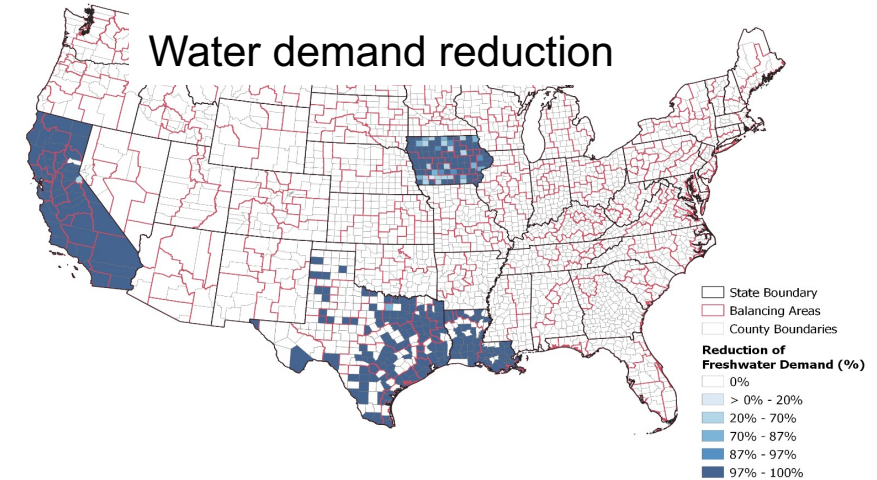 Water demand reduction
State Boundary
Balancing Areas
County Boundaries
Reduction of
Freshwater Demand (%)
0%
> 0% - 20%
20% - 70%
70% - 87%
87% - 97%
97% - 100%